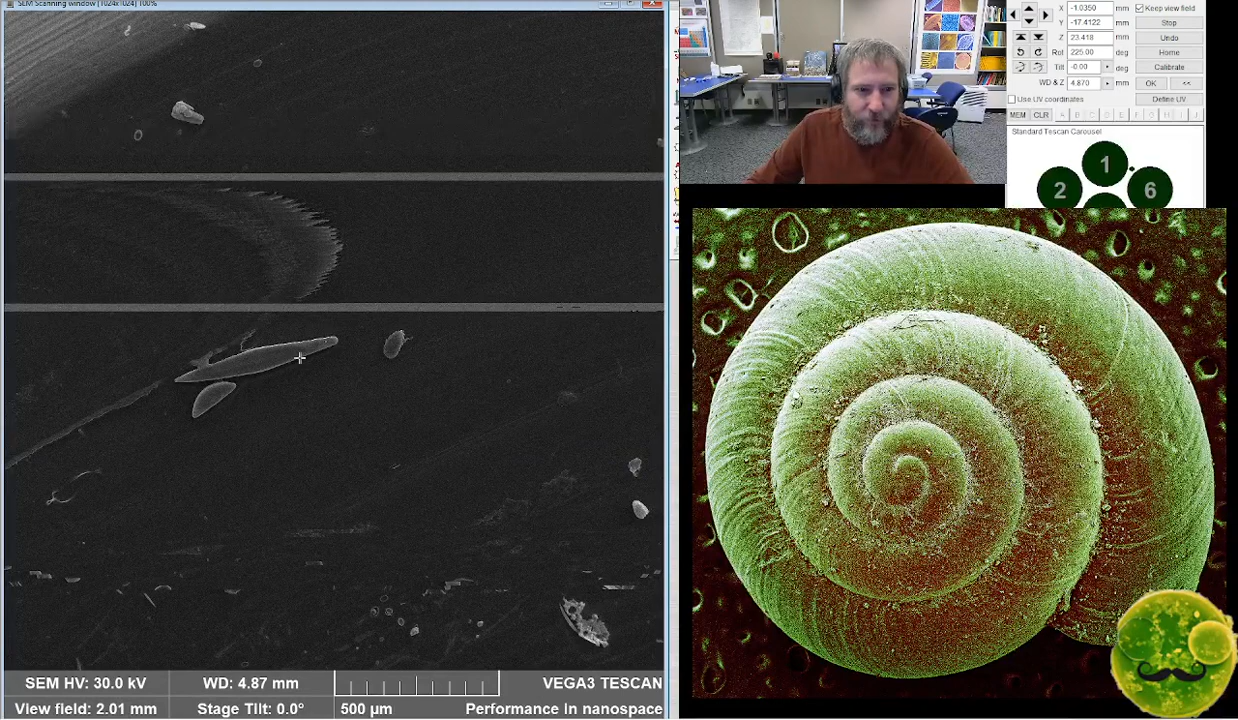 SEM Scanning window [1024x1024] 100%
SEM HV: 30.0 kV
WD: 4.87 mm
VEGA3 TESCAN
View field: 2.01 mm
Stage Tilt: 0.0°
500 µm
Performance in nanospace
X -1.0350 mm
Keep view field
Y -17.4122 mm
Stop
Z 23.418 mm
Undo
Rot 225.00 deg
Home
Tilt -0.00 deg
Calibrate
WD & Z 4.870 mm
OK
<<
Use UV coordinates
Define UV
MEM CLR A B C D E F G H I J
Standard Tescan Carousel
1
2
6